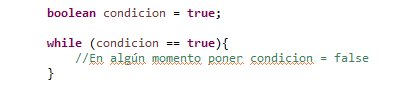 boolean condicion = true;
while (condicion == true){
//En algún momento poner condicion = false
}